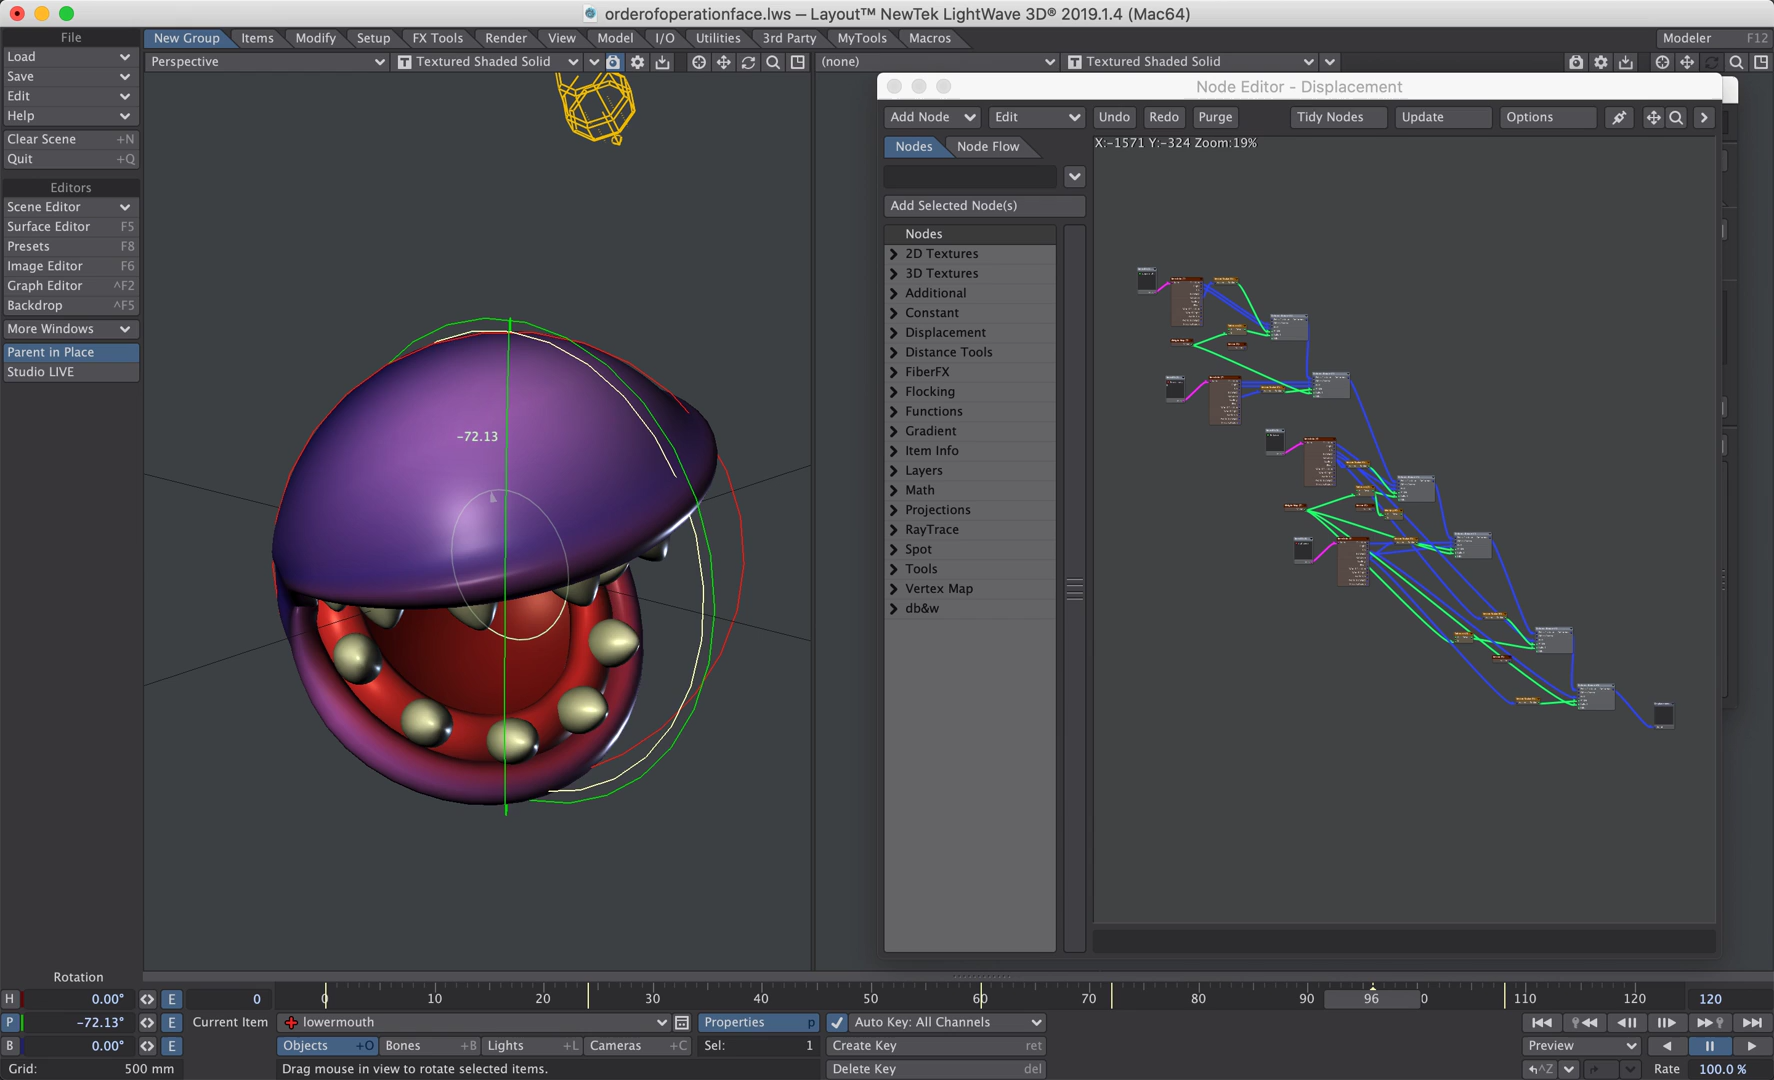 orderofoperationface.lws — Layout™ NewTek LightWave 3D® 2019.1.4 (Mac64)
File
New Group Items Modify Setup FX Tools Render View Model I/O Utilities 3rd Party MyTools Macros Modeler F12
Load
Perspective Textured Shaded Solid (none) Textured Shaded Solid
Save
Edit
Help
Clear Scene +N
Quit +Q
Editors
Scene Editor
Surface Editor F5
Presets F8
Image Editor F6
Graph Editor ^F2
Backdrop ^F5
More Windows
Parent in Place
Studio LIVE
-72.13
Node Editor - Displacement
Add Node Edit Undo Redo Purge Tidy Nodes Update Options
Nodes Node Flow
X:-1571 Y:-324 Zoom:19%
Add Selected Node(s)
Nodes
2D Textures
3D Textures
Additional
Constant
Displacement
Distance Tools
FiberFX
Flocking
Functions
Gradient
Item Info
Layers
Math
Projections
RayTrace
Spot
Tools
Vertex Map
db&w
Rotation
H 0.00° E 0 0 10 20 30 40 50 60 70 80 90 96 0 110 120 120
P -72.13° E Current Item lowermouth Properties p Auto Key: All Channels
B 0.00° E Objects +O Bones +B Lights +L Cameras +C Sel: 1 Create Key ret Preview
Grid: 500 mm Drag mouse in view to rotate selected items. Delete Key del ^Z Rate 100.0 %